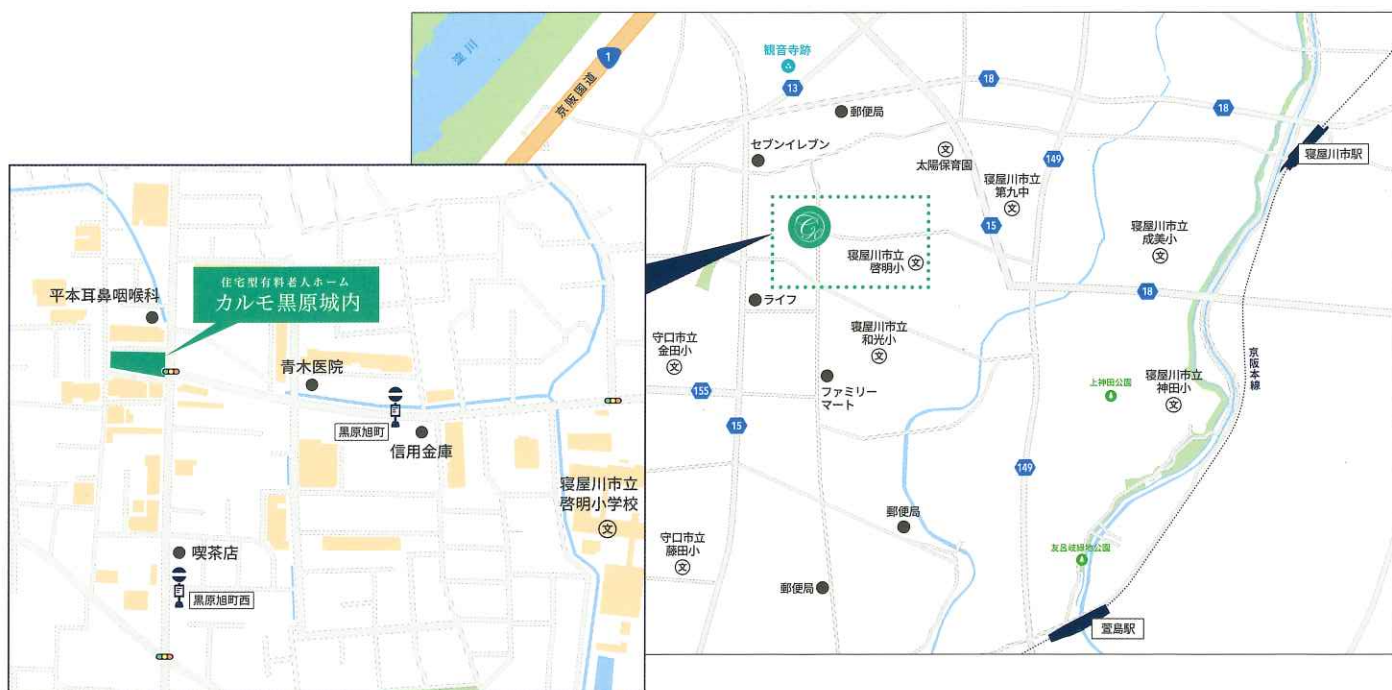 淀川
1
京阪国道
観音寺跡
13
郵便局
18
18
セブンイレブン
太陽保育園
文
149
寝屋川市駅
寝屋川市立
第九中
文
15
寝屋川市立
成美小
文
寝屋川市立
啓明小
文
18
ライフ
守口市立
金田小
文
寝屋川市立
和光小
文
京阪本線
155
ファミリー
マート
上神田公園
寝屋川市立
神田小
文
15
149
郵便局
守口市立
藤田小
文
友呂岐緑地公園
郵便局
萱島駅
住宅型有料老人ホーム
カルモ黒原城内
平本耳鼻咽喉科
青木医院
黒原旭町
信用金庫
寝屋川市立
啓明小学校
文
喫茶店
黒原旭町西